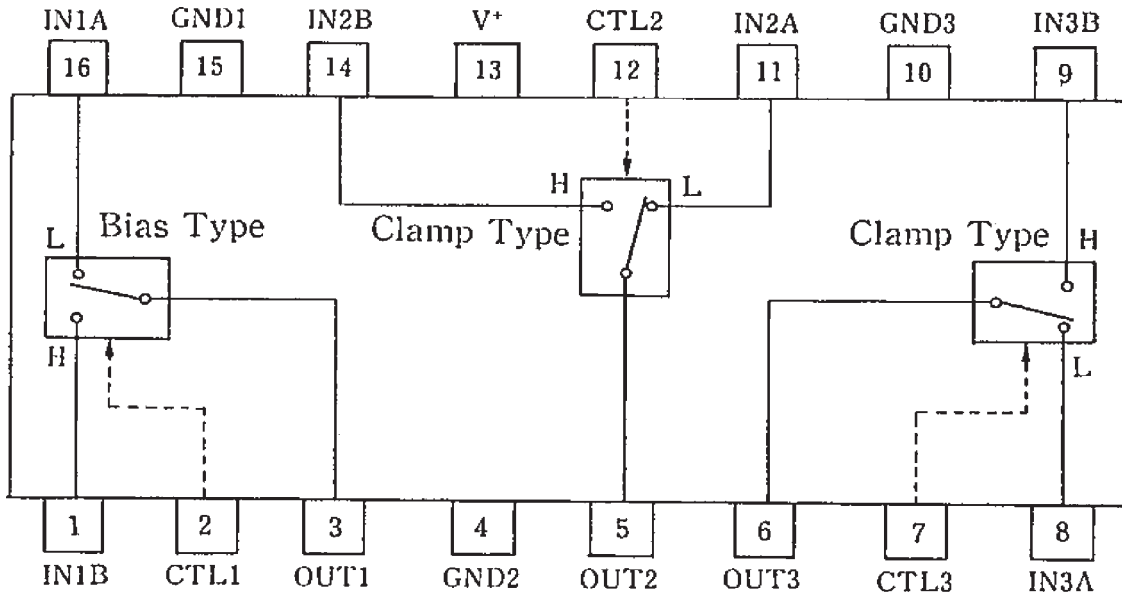 IN1A GND1 IN2B V+ CTL2 IN2A GND3 IN3B
16 15 14 13 12 11 10 9
H L
Bias Type Clamp Type Clamp Type
L H
H L
1 2 3 4 5 6 7 8
IN1B CTL1 OUT1 GND2 OUT2 OUT3 CTL3 IN3A